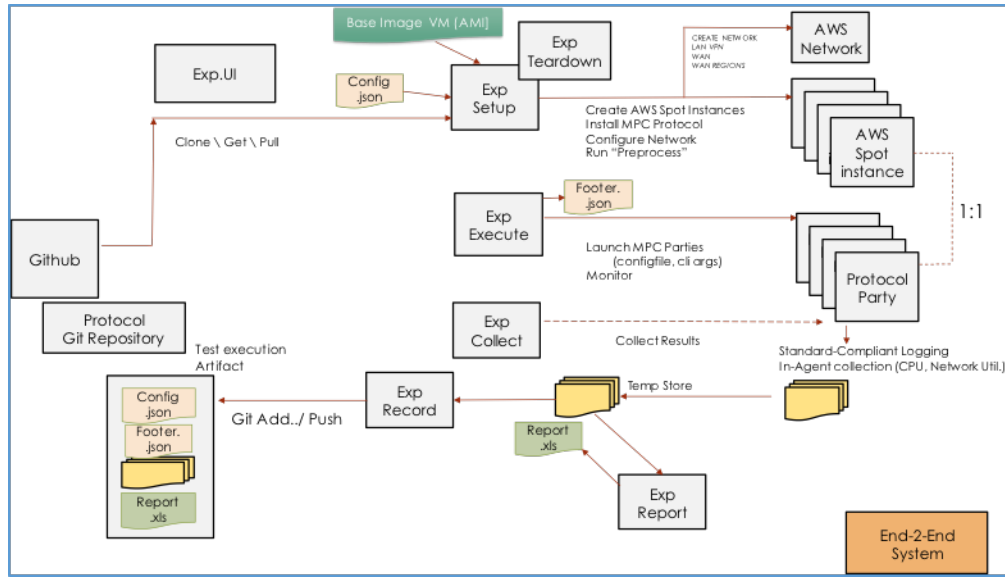 Base Image VM [AMI]
Exp
Teardown
AWS
Network
CREATE NETWORK
LAN VPN
WAN
WAN REGIONS
Exp.UI
Config
.json
Exp
Setup
Create AWS Spot Instances
Install MPC Protocol
Configure Network
Run "Preprocess"
AWS
Spot
instance
Clone \ Get \ Pull
Footer.
.json
Exp
Execute
1:1
Github
Launch MPC Parties
(configfile, cli args)
Monitor
Protocol
Party
Protocol
Git Repository
Exp
Collect
Collect Results
Standard-Compliant Logging
In-Agent collection (CPU, Network Util.)
Test execution
Artifact
Exp
Record
Temp Store
Git Add../ Push
Config
.json
Footer.
.json
Report
.xls
Report
.xls
Exp
Report
End-2-End
System